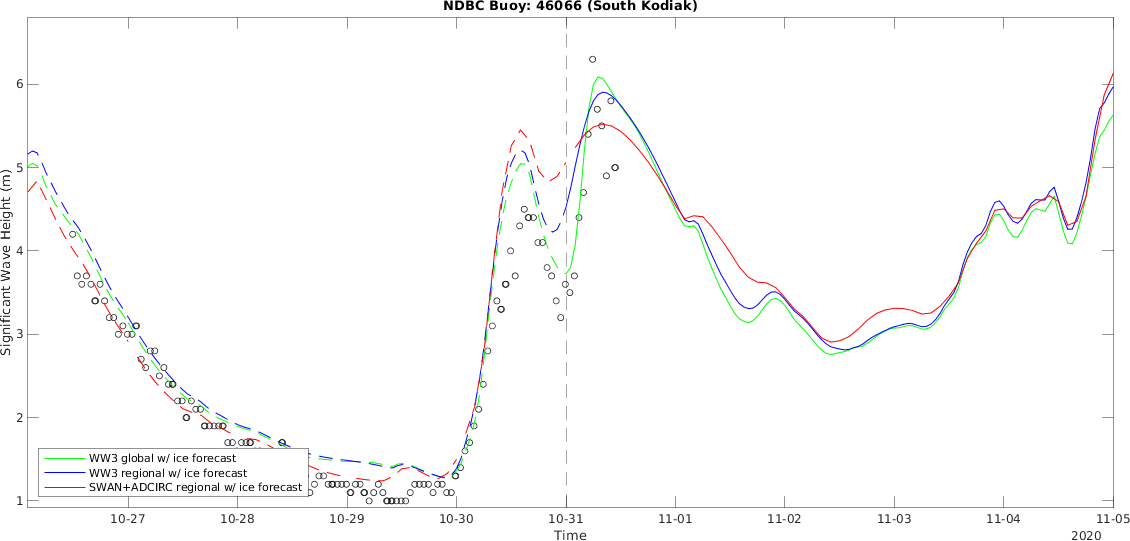 NDBC Buoy: 46066 (South Kodiak)
Significant Wave Height (m)
6
5
4
3
2
1
WW3 global w/ ice forecast
WW3 regional w/ ice forecast
SWAN+ADCIRC regional w/ ice forecast
10-27 10-28 10-29 10-30 10-31 11-01 11-02 11-03 11-04 11-05
Time
2020